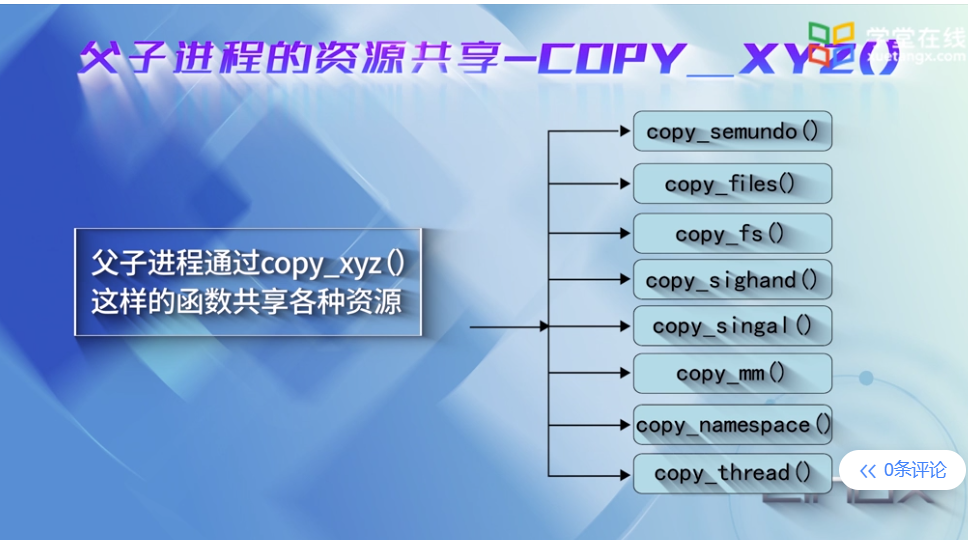 父子进程的资源共享-COPY__XYZ()
学堂在线
xuetangx.com
父子进程通过copy_xyz()
这样的函数共享各种资源
copy_semundo()
copy_files()
copy_fs()
copy_sighand()
copy_singal()
copy_mm()
copy_namespace()
copy_thread()
<< 0条评论